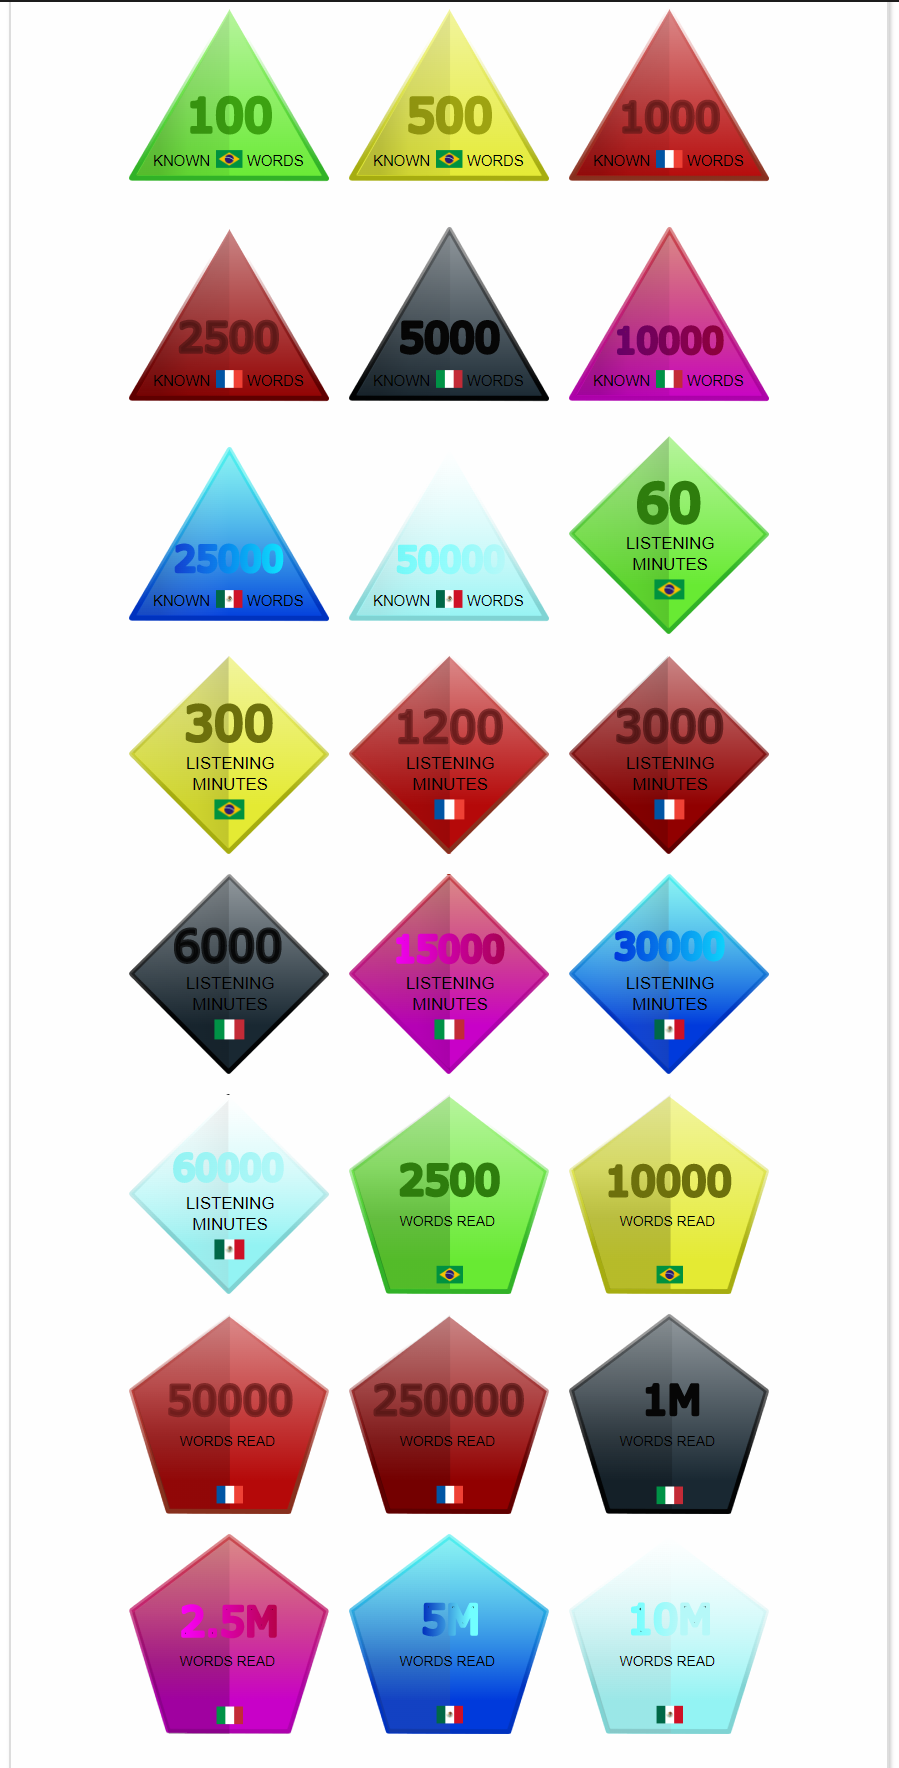 100
KNOWN WORDS
500
KNOWN WORDS
1000
KNOWN WORDS
2500
KNOWN WORDS
5000
KNOWN WORDS
10000
KNOWN WORDS
25000
KNOWN WORDS
50000
KNOWN WORDS
60
LISTENING
MINUTES
300
LISTENING
MINUTES
1200
LISTENING
MINUTES
3000
LISTENING
MINUTES
6000
LISTENING
MINUTES
15000
LISTENING
MINUTES
30000
LISTENING
MINUTES
60000
LISTENING
MINUTES
2500
WORDS READ
10000
WORDS READ
50000
WORDS READ
250000
WORDS READ
1M
WORDS READ
2.5M
WORDS READ
5M
WORDS READ
10M
WORDS READ